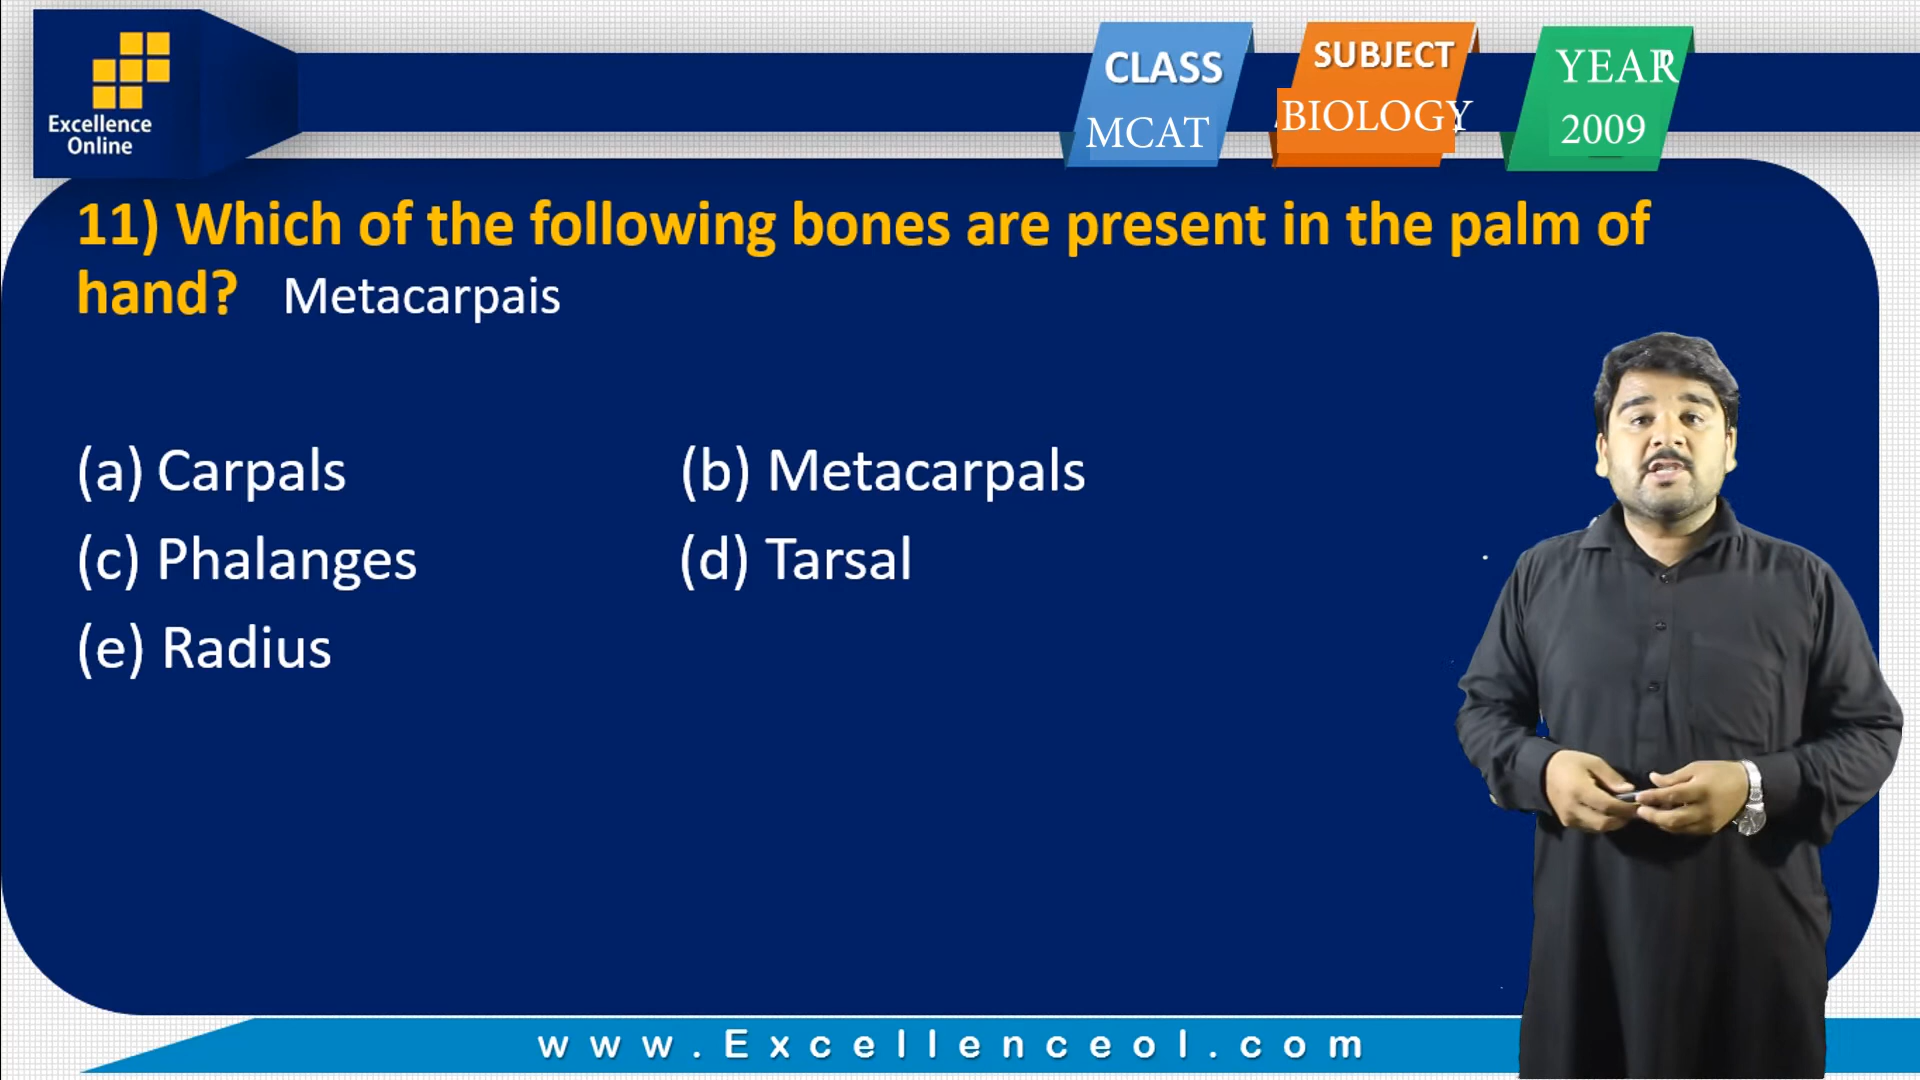 Excellence
Online
CLASS
MCAT
SUBJECT
BIOLOGY
YEAR
2009
11) Which of the following bones are present in the palm of
hand? Metacarpais
(a) Carpals (b) Metacarpals
(c) Phalanges (d) Tarsal
(e) Radius
www.Excellenceol.com